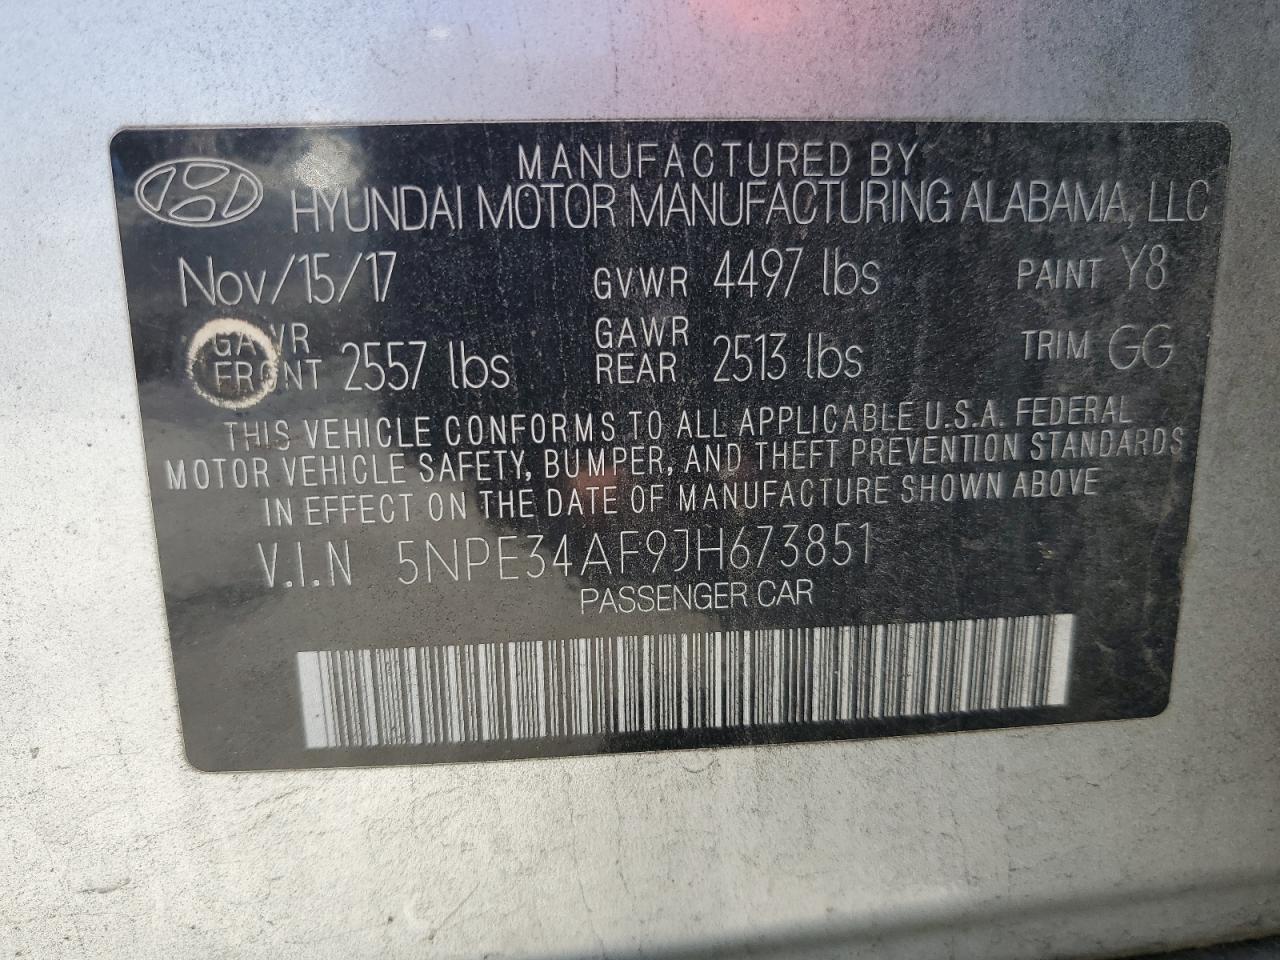 MANUFACTURED BY
HYUNDAI MOTOR MANUFACTURING ALABAMA, LLC
Nov/15/17 GVWR 4497 lbs PAINT Y8
GAWR FRONT 2557 lbs GAWR REAR 2513 lbs TRIM GG
THIS VEHICLE CONFORMS TO ALL APPLICABLE U.S.A. FEDERAL
MOTOR VEHICLE SAFETY, BUMPER, AND THEFT PREVENTION STANDARDS
IN EFFECT ON THE DATE OF MANUFACTURE SHOWN ABOVE
V.I.N 5NPE34AF9JH673851
PASSENGER CAR